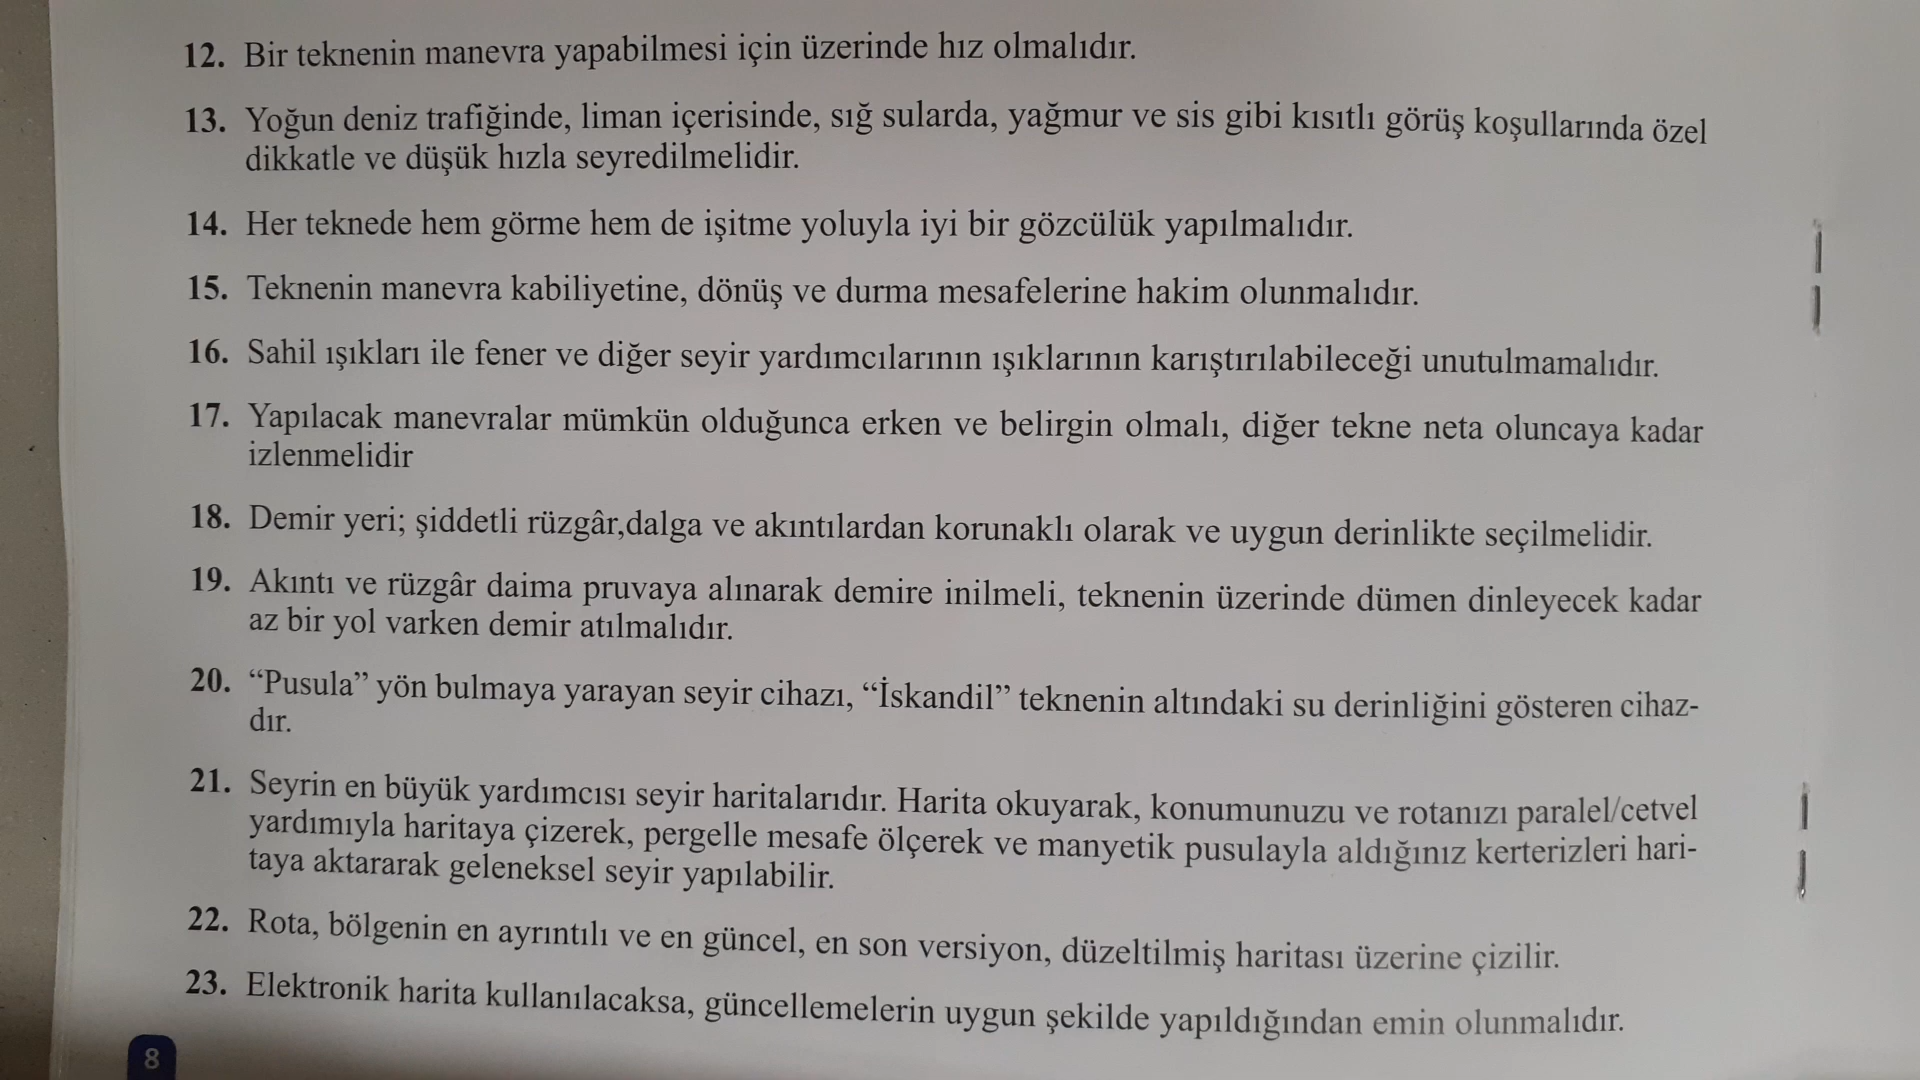 12. Bir teknenin manevra yapabilmesi için üzerinde hız olmalıdır.
13. Yoğun deniz trafiğinde, liman içerisinde, sığ sularda, yağmur ve sis gibi kısıtlı görüş koşullarında özel
dikkatle ve düşük hızla seyredilmelidir.
14. Her teknede hem görme hem de işitme yoluyla iyi bir gözcülük yapılmalıdır.
15. Teknenin manevra kabiliyetine, dönüş ve durma mesafelerine hakim olunmalıdır.
16. Sahil ışıkları ile fener ve diğer seyir yardımcılarının ışıklarının karıştırılabileceği unutulmamalıdır.
17. Yapılacak manevralar mümkün olduğunca erken ve belirgin olmalı, diğer tekne neta oluncaya kadar
izlenmelidir
18. Demir yeri; şiddetli rüzgâr,dalga ve akıntılardan korunaklı olarak ve uygun derinlikte seçilmelidir.
19. Akıntı ve rüzgâr daima pruvaya alınarak demire inilmeli, teknenin üzerinde dümen dinleyecek kadar
az bir yol varken demir atılmalıdır.
20. “Pusula” yön bulmaya yarayan seyir cihazı, “İskandil” teknenin altındaki su derinliğini gösteren cihaz-
dır.
21. Seyrin en büyük yardımcısı seyir haritalarıdır. Harita okuyarak, konumunuzu ve rotanızı paralel/cetvel
yardımıyla haritaya çizerek, pergelle mesafe ölçerek ve manyetik pusulayla aldığınız kerterizleri hari-
taya aktararak geleneksel seyir yapılabilir.
22. Rota, bölgenin en ayrıntılı ve en güncel, en son versiyon, düzeltilmiş haritası üzerine çizilir.
23. Elektronik harita kullanılacaksa, güncellemelerin uygun şekilde yapıldığından emin olunmalıdır.
8